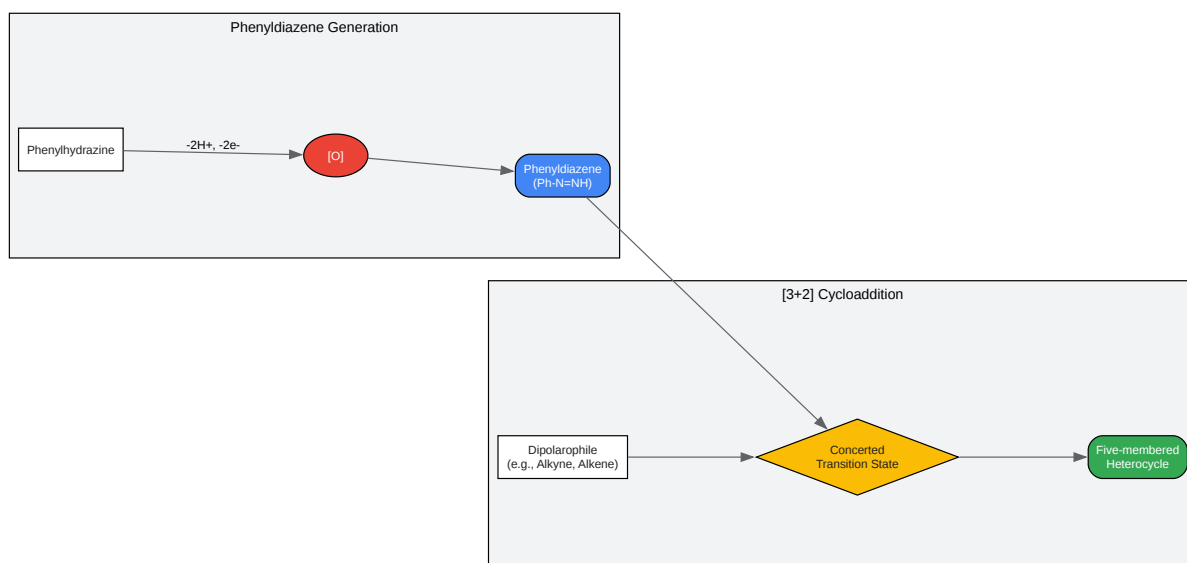 Phenyldiazene Generation
Phenylhydrazine
-2H+, -2e-
[O]
Phenyldiazene
(Ph-N=NH)
[3+2] Cycloaddition
Dipolarophile
(e.g., Alkyne, Alkene)
Concerted
Transition State
Five-membered
Heterocycle